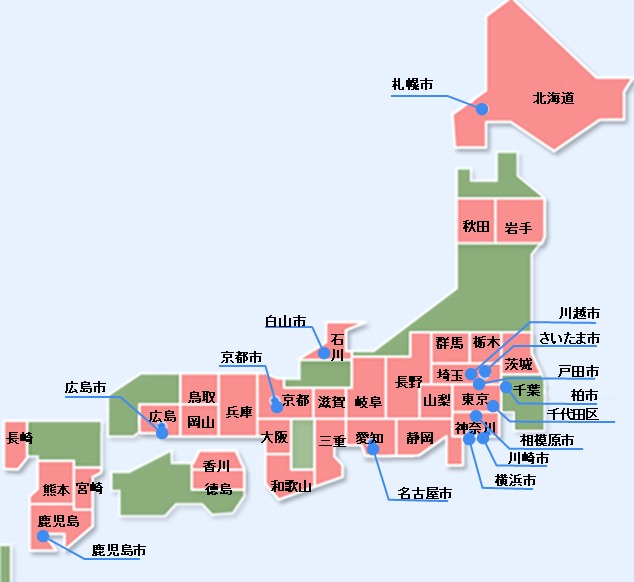 札幌市
北海道
秋田
岩手
川越市
白山市
石川
群馬
栃木
さいたま市
京都市
茨城
埼玉
戸田市
広島市
長野
鳥取
京都
滋賀
岐阜
山梨
東京
千葉
柏市
広島
岡山
兵庫
千代田区
神奈川
長崎
大阪
三重
愛知
静岡
相模原市
川崎市
香川
横浜市
熊本
宮崎
徳島
和歌山
名古屋市
鹿児島
鹿児島市